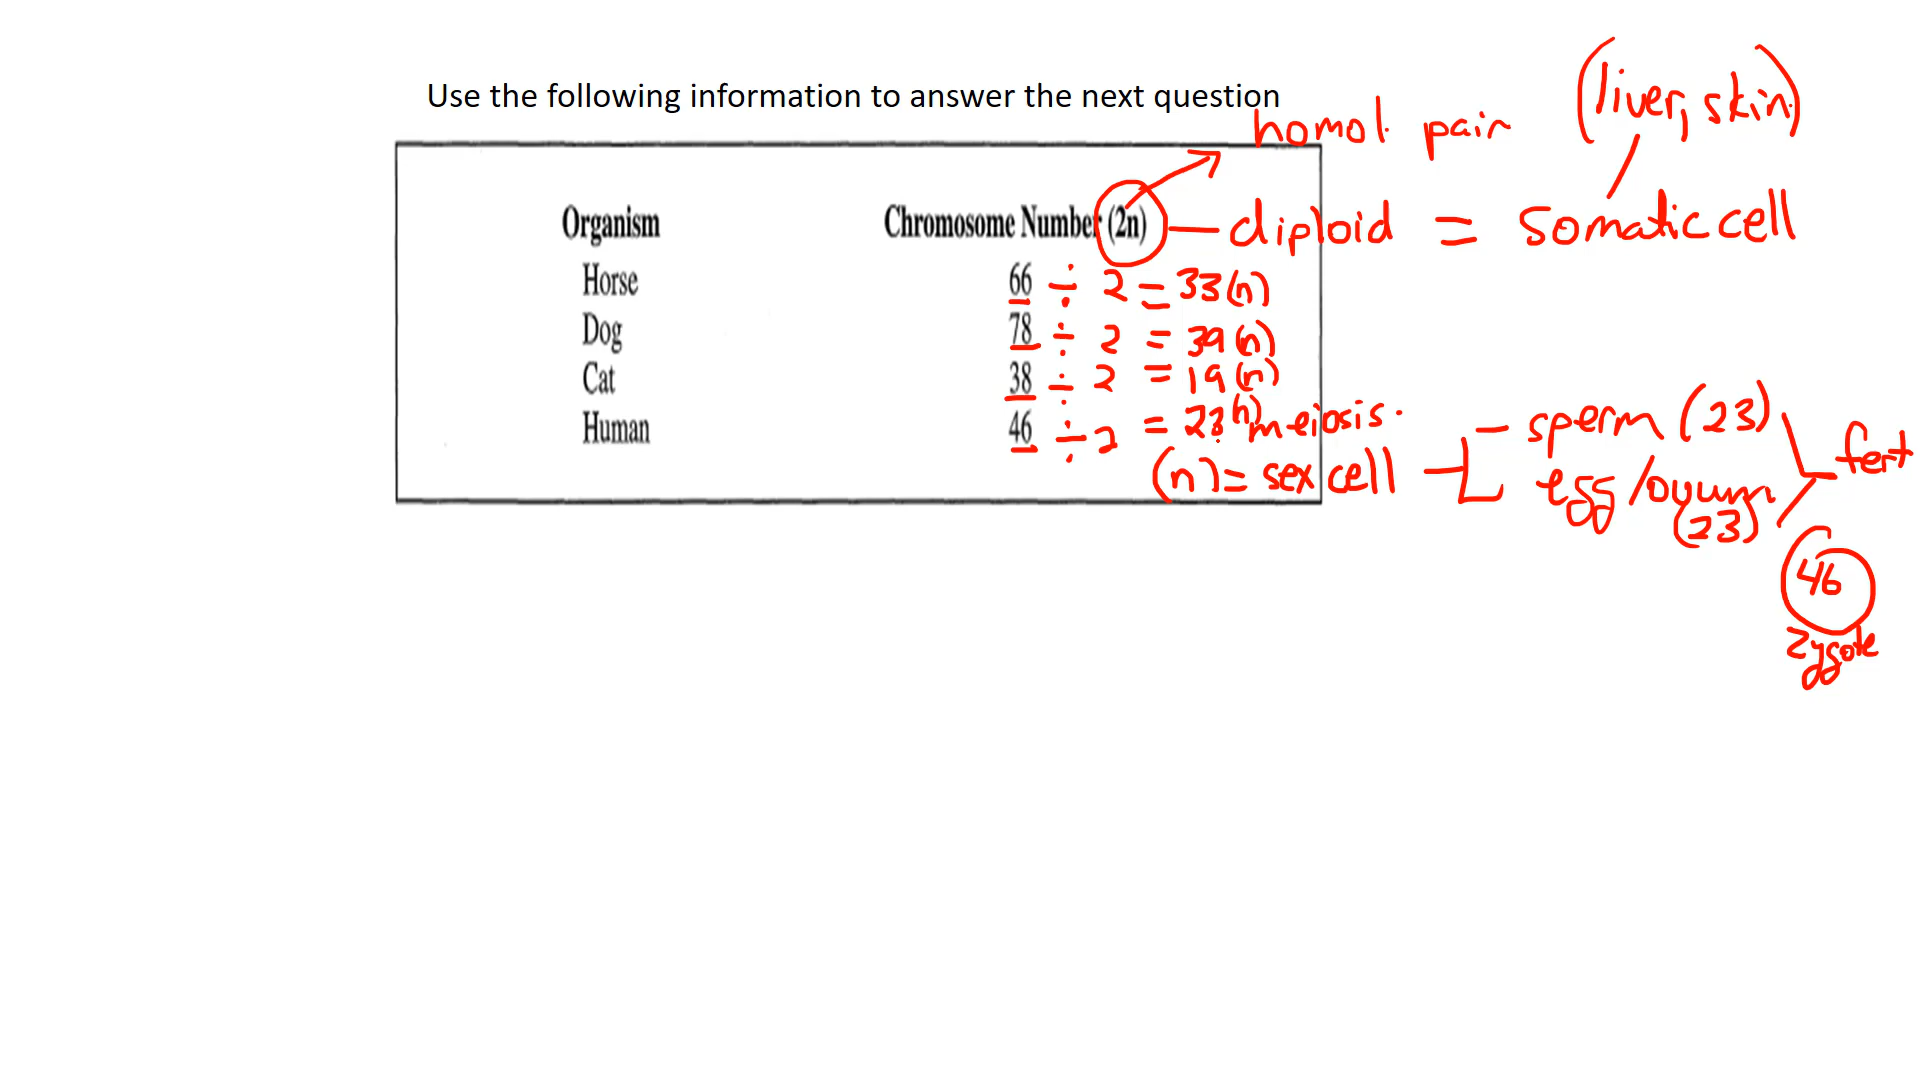 (liver, skin)
Use the following information to answer the next question
homol. pair
Organism Chromosome Number (2n) — diploid = somatic cell
Horse 66 ÷ 2 = 33(n)
Dog 78 ÷ 2 = 39(n)
Cat 38 ÷ 2 = 19(n)
Human 46 ÷ 2 = 23(n) meiosis. - sperm (23)
fert
(n) = sex cell egg/ovum
(23)
46
zygote